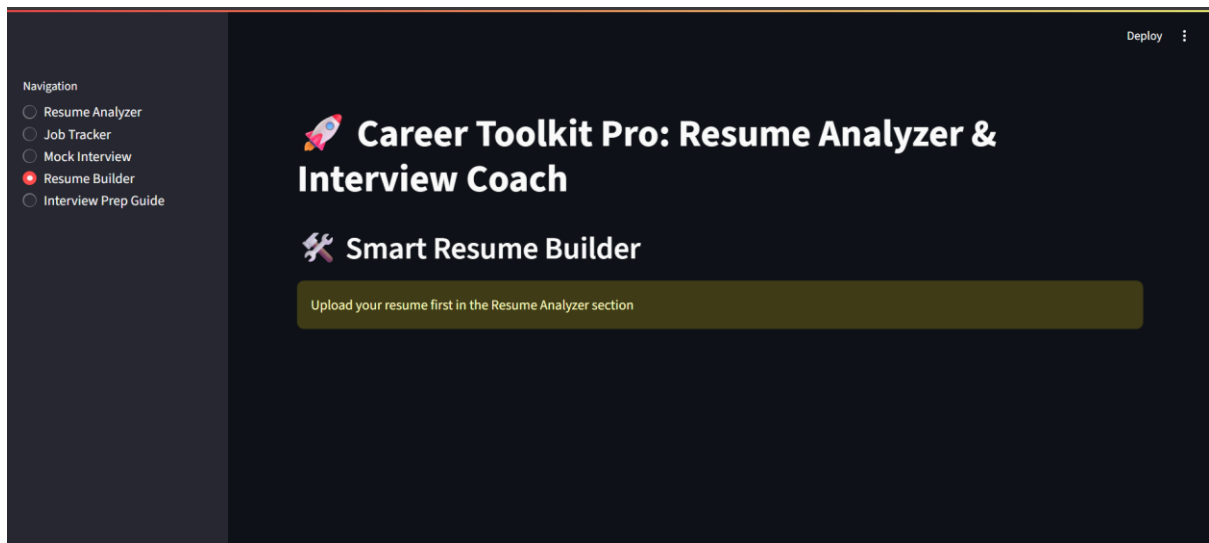 Deploy
Navigation
Resume Analyzer
Job Tracker
Mock Interview
Resume Builder
Interview Prep Guide
🚀 Career Toolkit Pro: Resume Analyzer &
Interview Coach
🛠️ Smart Resume Builder
Upload your resume first in the Resume Analyzer section